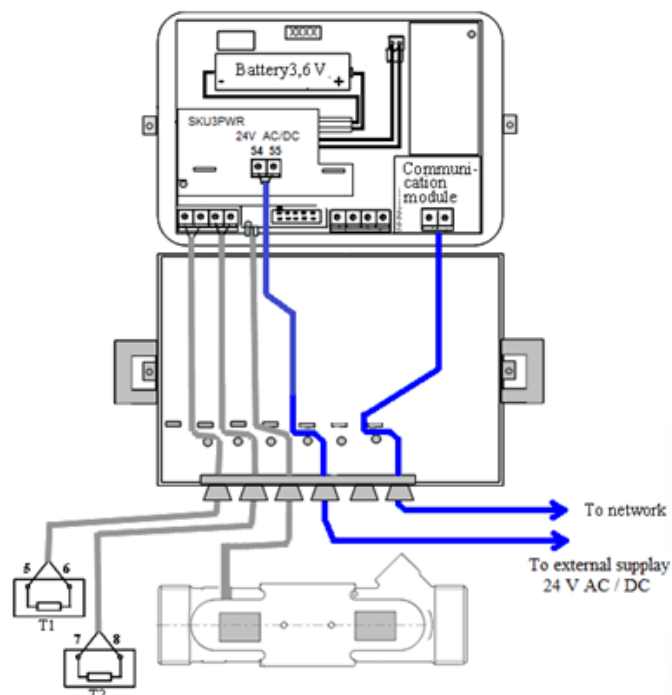 XXXX
Battery3,6 V
- +
SKU3PWR
24V AC/DC
54 55
Communi-
cation
module
To network
To external supplay
24 V AC / DC
5 6
T1
7 8
T2